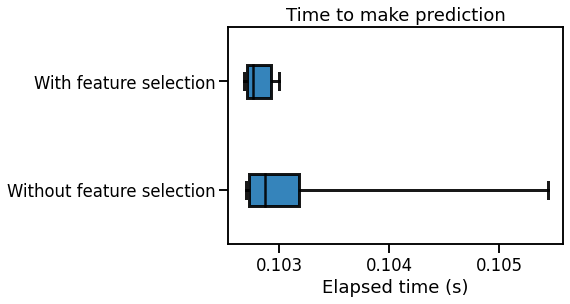 Time to make prediction
With feature selection
Without feature selection
0.103 0.104 0.105
Elapsed time (s)